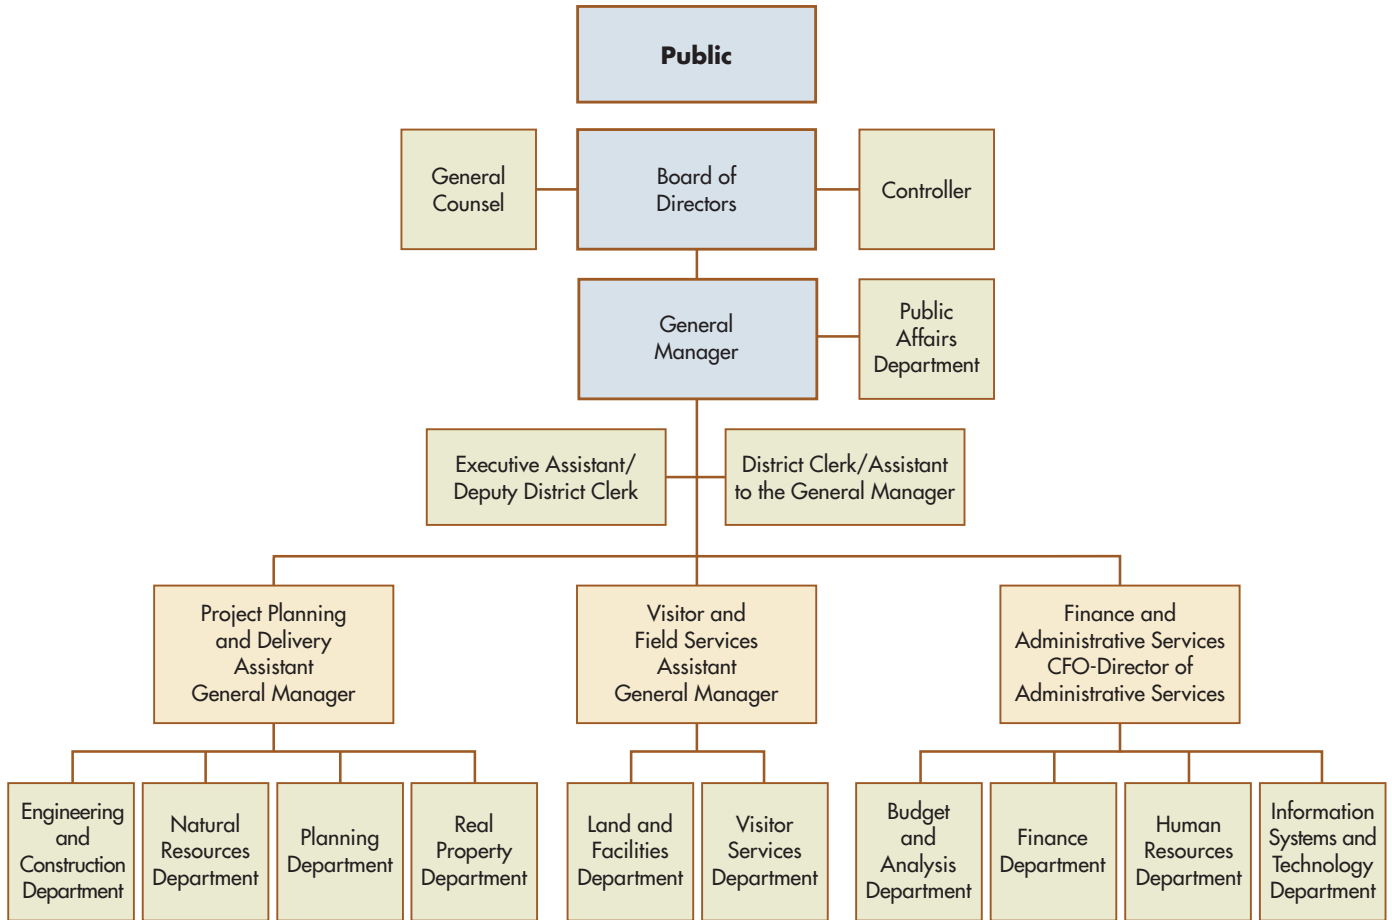 Public
General
Counsel
Board of
Directors
Controller
General
Manager
Public
Affairs
Department
Executive Assistant/
Deputy District Clerk
District Clerk/Assistant
to the General Manager
Project Planning
and Delivery
Assistant
General Manager
Visitor and
Field Services
Assistant
General Manager
Finance and
Administrative Services
CFO-Director of
Administrative Services
Engineering
and
Construction
Department
Natural
Resources
Department
Planning
Department
Real
Property
Department
Land and
Facilities
Department
Visitor
Services
Department
Budget
and
Analysis
Department
Finance
Department
Human
Resources
Department
Information
Systems and
Technology
Department